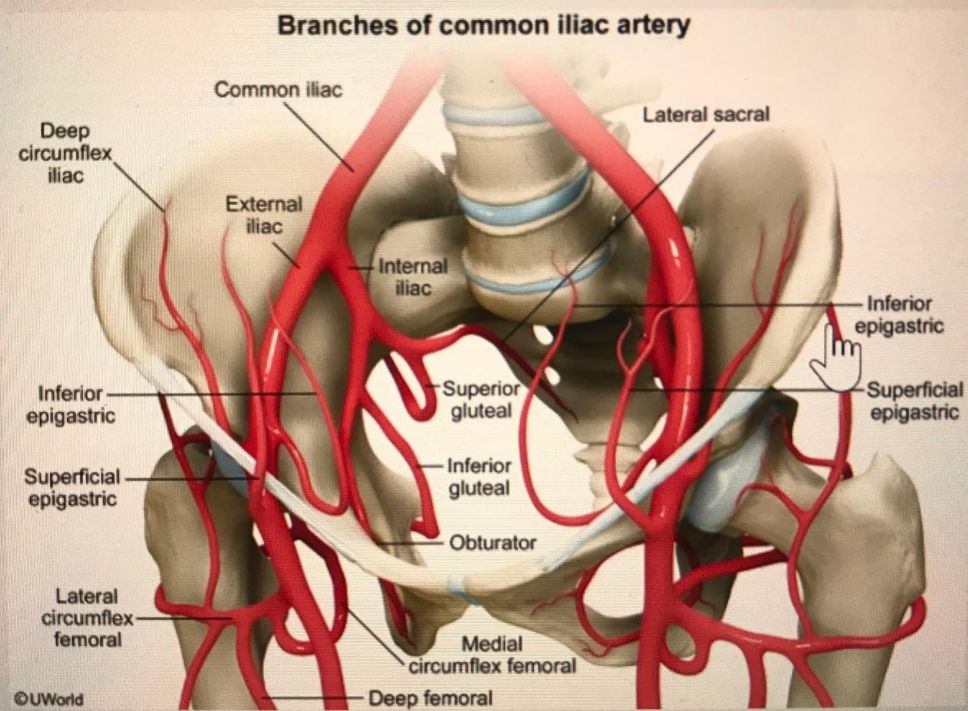 Branches of common iliac artery
Common iliac
Lateral sacral
Deep
circumflex
iliac
External
iliac
Internal
iliac
Inferior
epigastric
Inferior
epigastric
Superior
gluteal
Superficial
epigastric
Superficial
epigastric
Inferior
gluteal
Obturator
Lateral
circumflex
femoral
Medial
circumflex femoral
Deep femoral
©UWorld